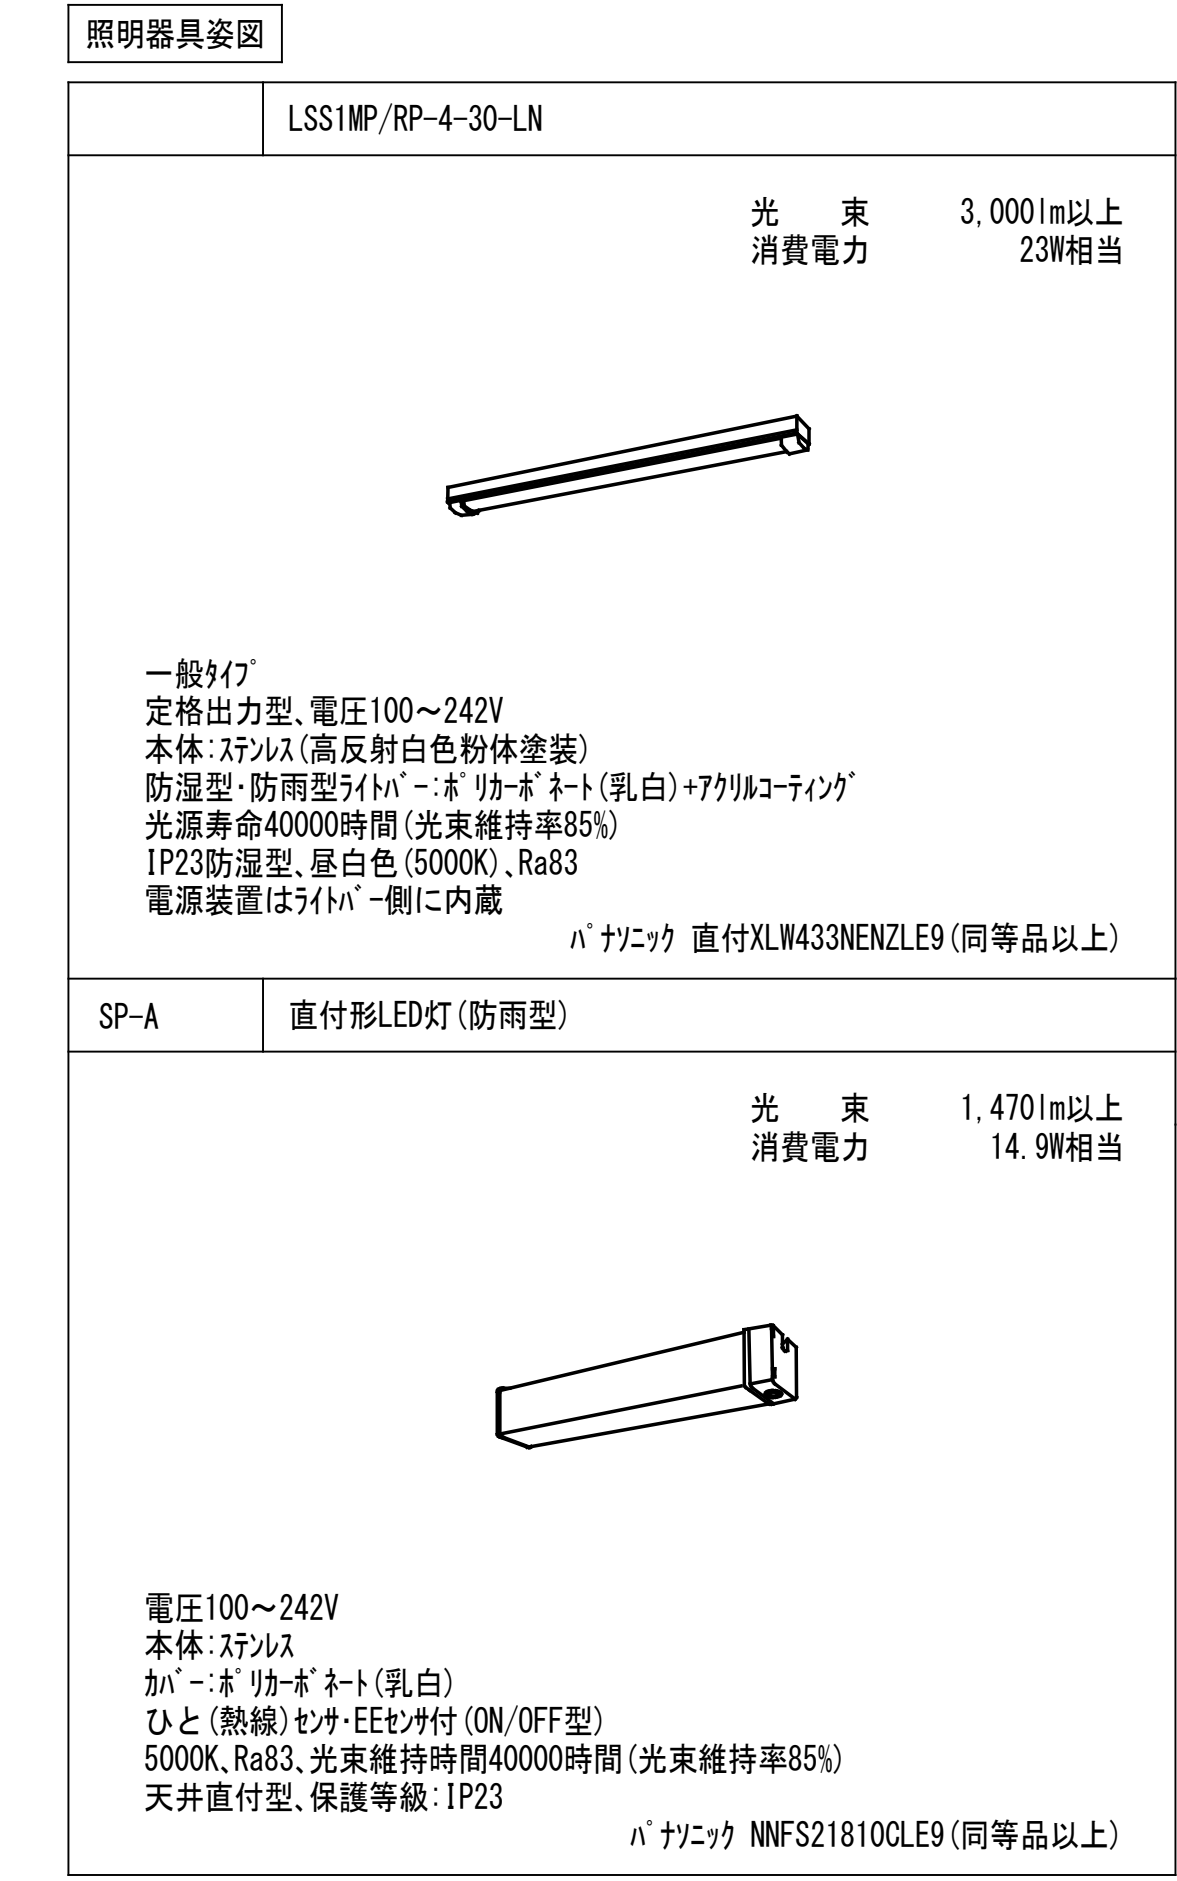 照明器具姿図
LSS1MP/RP-4-30-LN
光　束　3,000lm以上
消費電力　23W相当
一般ﾀｲﾌﾟ
定格出力型、電圧100～242V
本体:ｽﾃﾝﾚｽ(高反射白色粉体塗装)
防湿型･防雨型ﾗｲﾄﾊﾞｰ:ﾎﾟﾘｶｰﾎﾞﾈｰﾄ(乳白)+ｱｸﾘﾙｺｰﾃｨﾝｸﾞ
光源寿命40000時間(光束維持率85%)
IP23防湿型、昼白色(5000K)、Ra83
電源装置はﾗｲﾄﾊﾞｰ側に内蔵
ﾊﾟﾅｿﾆｯｸ 直付XLW433NENZLE9(同等品以上)
SP-A　直付形LED灯(防雨型)
光　束　1,470lm以上
消費電力　14.9W相当
電圧100～242V
本体:ｽﾃﾝﾚｽ
ｶﾊﾞｰ:ﾎﾟﾘｶｰﾎﾞﾈｰﾄ(乳白)
ひと(熱線)ｾﾝｻ･EEｾﾝｻ付(ON/OFF型)
5000K、Ra83、光束維持時間40000時間(光束維持率85%)
天井直付型、保護等級:IP23
ﾊﾟﾅｿﾆｯｸ NNFS21810CLE9(同等品以上)